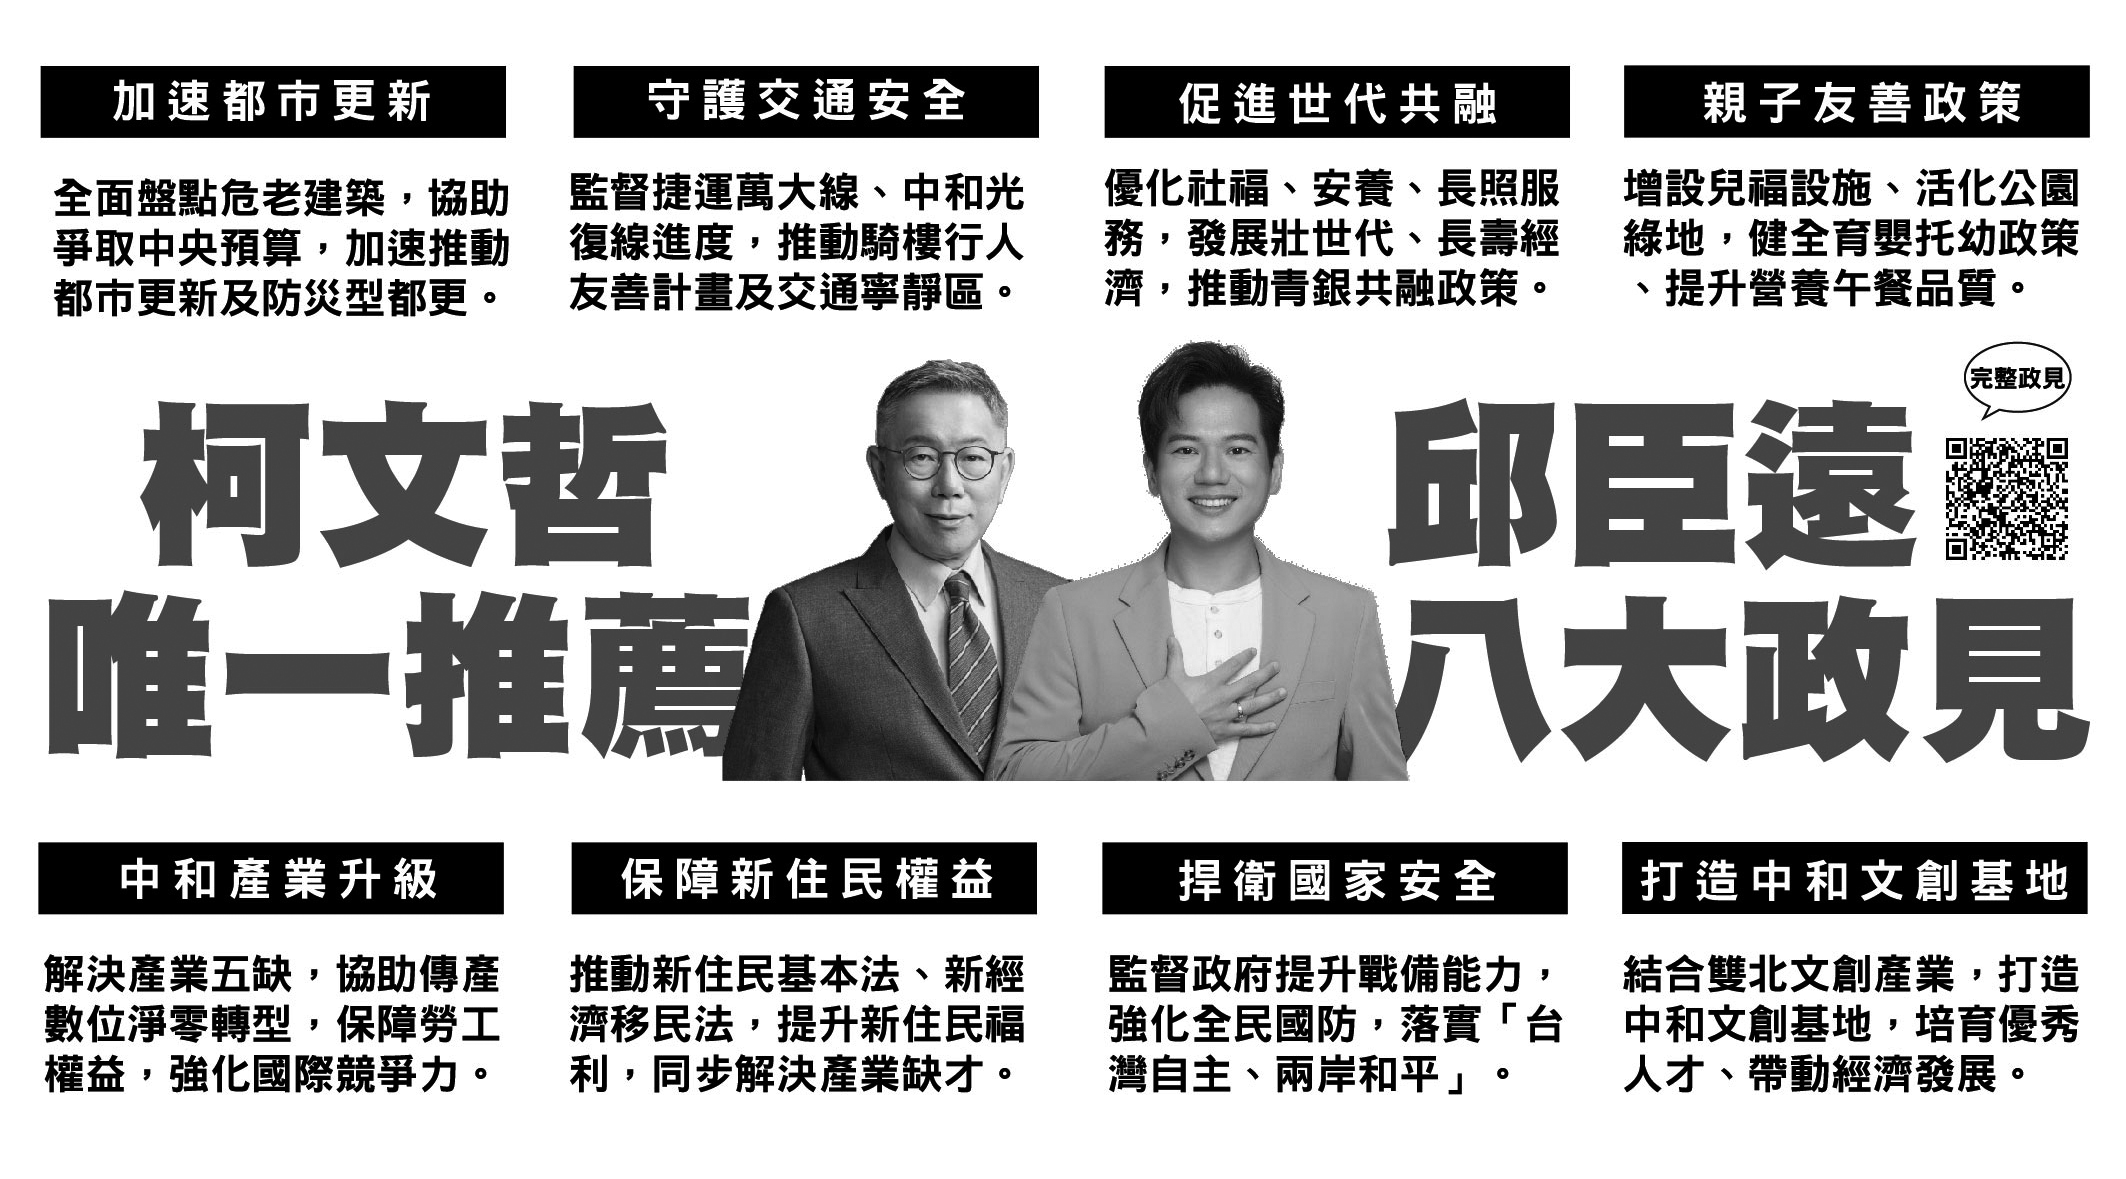 加速都市更新
全面盤點危老建築，協助
爭取中央預算，加速推動
都市更新及防災型都更。
守護交通安全
監督捷運萬大線、中和光
復線進度，推動騎樓行人
友善計畫及交通寧靜區。
促進世代共融
優化社福、安養、長照服
務，發展壯世代、長壽經
濟，推動青銀共融政策。
親子友善政策
增設兒福設施、活化公園
綠地，健全育嬰托幼政策
、提升營養午餐品質。
柯文哲
唯一推薦
邱臣遠
八大政見
完整政見
中和產業升級
解決產業五缺，協助傳產
數位淨零轉型，保障勞工
權益，強化國際競爭力。
保障新住民權益
推動新住民基本法、新經
濟移民法，提升新住民福
利，同步解決產業缺才。
捍衛國家安全
監督政府提升戰備能力，
強化全民國防，落實「台
灣自主、兩岸和平」。
打造中和文創基地
結合雙北文創產業，打造
中和文創基地，培育優秀
人才、帶動經濟發展。